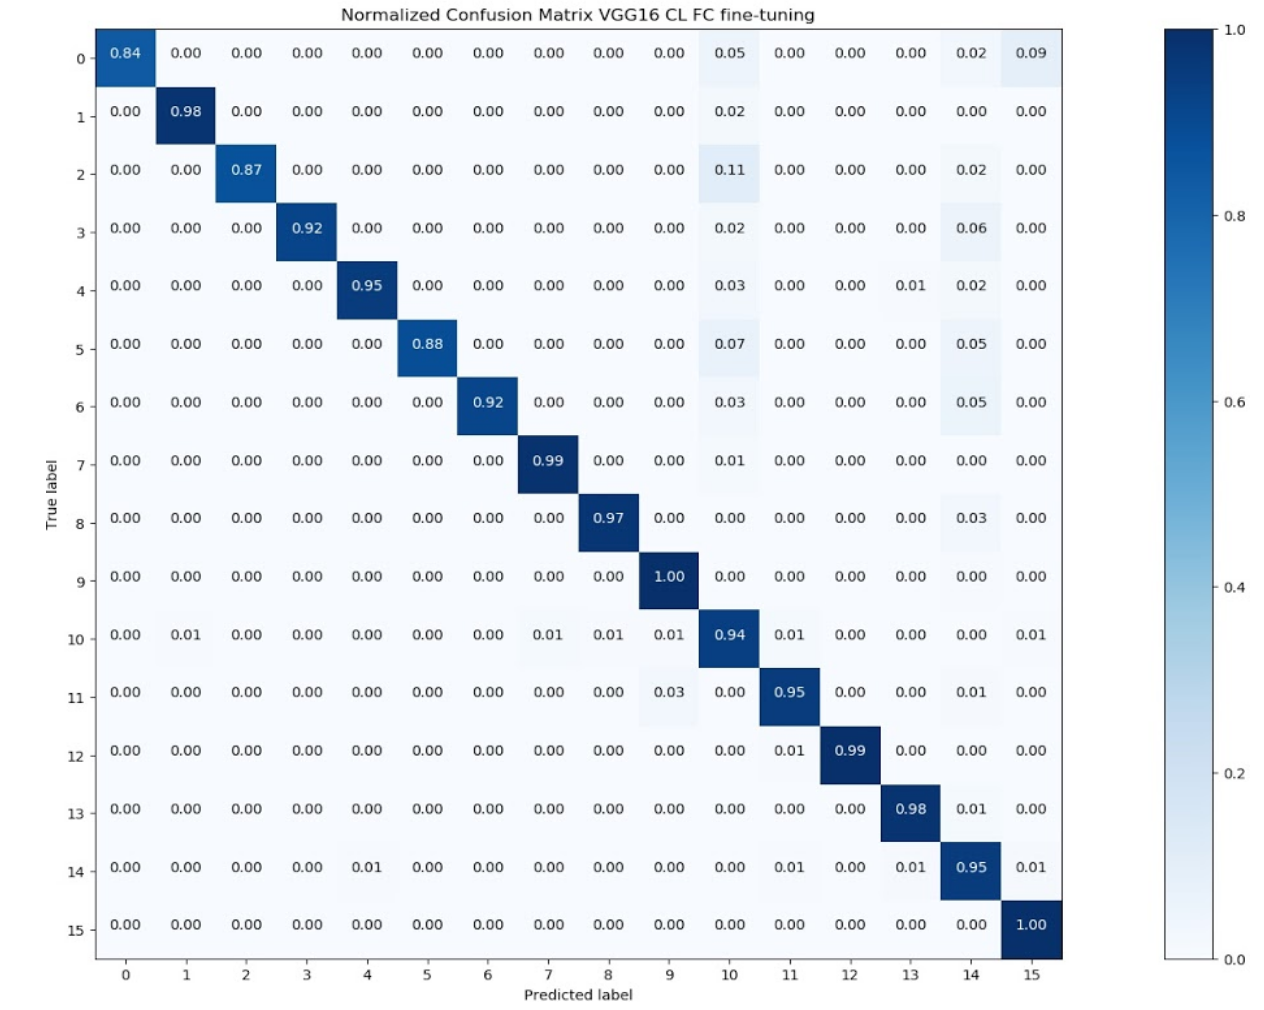 Normalized Confusion Matrix VGG16 CL FC fine-tuning
0 0.84 0.00 0.00 0.00 0.00 0.00 0.00 0.00 0.00 0.00 0.05 0.00 0.00 0.00 0.02 0.09
1 0.00 0.98 0.00 0.00 0.00 0.00 0.00 0.00 0.00 0.00 0.02 0.00 0.00 0.00 0.00 0.00
2 0.00 0.00 0.87 0.00 0.00 0.00 0.00 0.00 0.00 0.00 0.11 0.00 0.00 0.00 0.02 0.00
3 0.00 0.00 0.00 0.92 0.00 0.00 0.00 0.00 0.00 0.00 0.02 0.00 0.00 0.00 0.06 0.00
4 0.00 0.00 0.00 0.00 0.95 0.00 0.00 0.00 0.00 0.00 0.03 0.00 0.00 0.01 0.02 0.00
5 0.00 0.00 0.00 0.00 0.00 0.88 0.00 0.00 0.00 0.00 0.07 0.00 0.00 0.00 0.05 0.00
6 0.00 0.00 0.00 0.00 0.00 0.00 0.92 0.00 0.00 0.00 0.03 0.00 0.00 0.00 0.05 0.00
7 0.00 0.00 0.00 0.00 0.00 0.00 0.00 0.99 0.00 0.00 0.01 0.00 0.00 0.00 0.00 0.00
8 0.00 0.00 0.00 0.00 0.00 0.00 0.00 0.00 0.97 0.00 0.00 0.00 0.00 0.00 0.03 0.00
9 0.00 0.00 0.00 0.00 0.00 0.00 0.00 0.00 0.00 1.00 0.00 0.00 0.00 0.00 0.00 0.00
10 0.00 0.01 0.00 0.00 0.00 0.00 0.00 0.01 0.01 0.01 0.94 0.01 0.00 0.00 0.00 0.01
11 0.00 0.00 0.00 0.00 0.00 0.00 0.00 0.00 0.00 0.03 0.00 0.95 0.00 0.00 0.01 0.00
12 0.00 0.00 0.00 0.00 0.00 0.00 0.00 0.00 0.00 0.00 0.00 0.01 0.99 0.00 0.00 0.00
13 0.00 0.00 0.00 0.00 0.00 0.00 0.00 0.00 0.00 0.00 0.00 0.00 0.00 0.98 0.01 0.00
14 0.00 0.00 0.00 0.00 0.01 0.00 0.00 0.00 0.00 0.00 0.00 0.01 0.00 0.01 0.95 0.01
15 0.00 0.00 0.00 0.00 0.00 0.00 0.00 0.00 0.00 0.00 0.00 0.00 0.00 0.00 0.00 1.00
0 1 2 3 4 5 6 7 8 9 10 11 12 13 14 15
Predicted label
True label
1.0
0.8
0.6
0.4
0.2
0.0